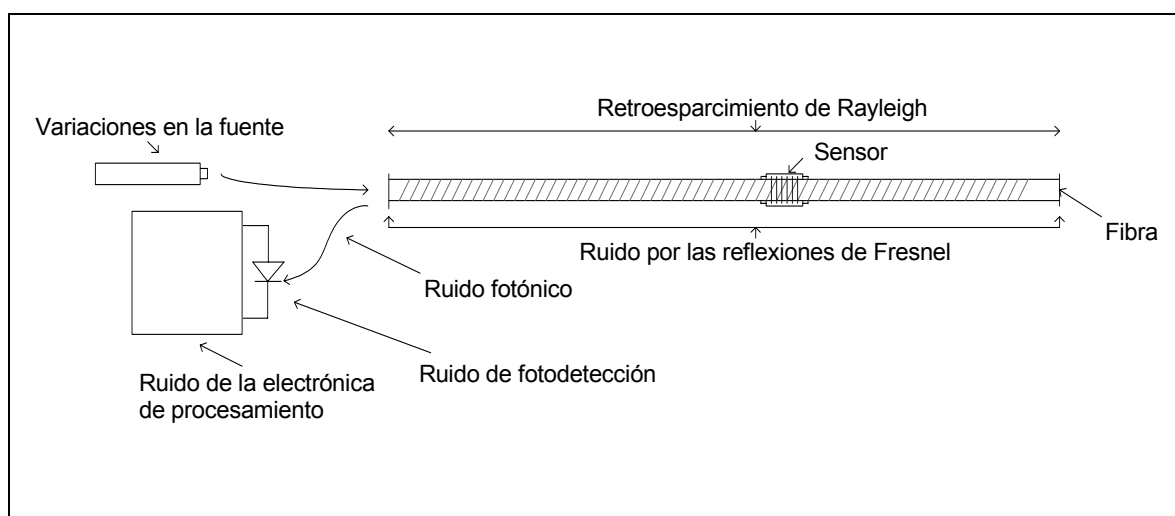 Retroesparcimiento de Rayleigh
Variaciones en la fuente
Sensor
Fibra
Ruido por las reflexiones de Fresnel
Ruido fotónico
Ruido de fotodetección
Ruido de la electrónica
de procesamiento